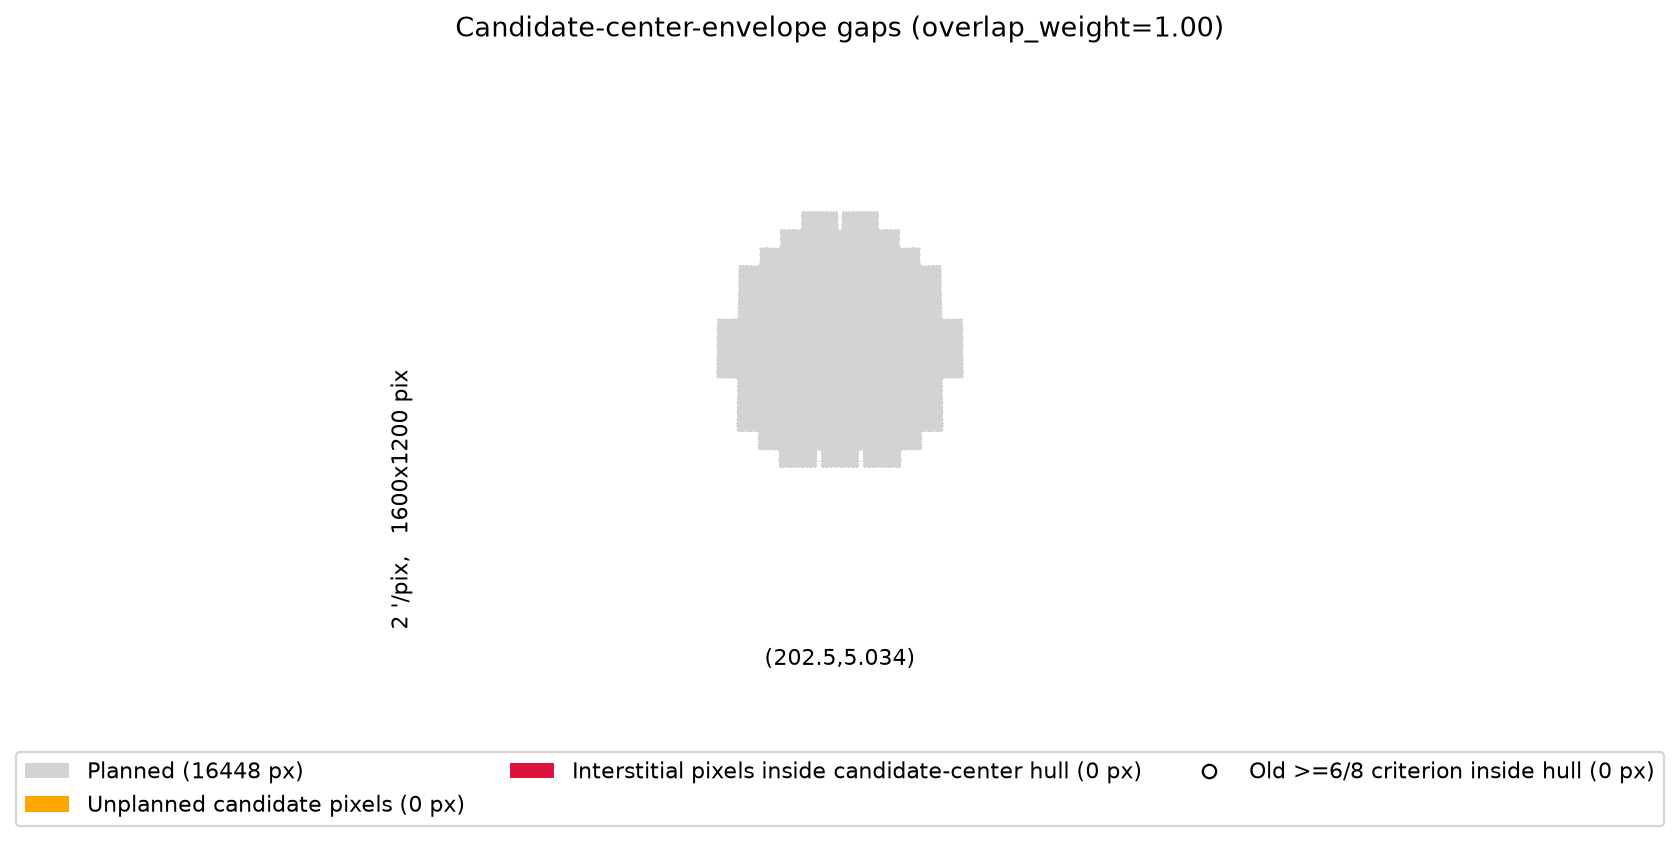 Candidate-center-envelope gaps (overlap_weight=1.00)
2 '/pix,   1600x1200 pix
(202.5,5.034)
Planned (16448 px)
Unplanned candidate pixels (0 px)
Interstitial pixels inside candidate-center hull (0 px)
Old >=6/8 criterion inside hull (0 px)